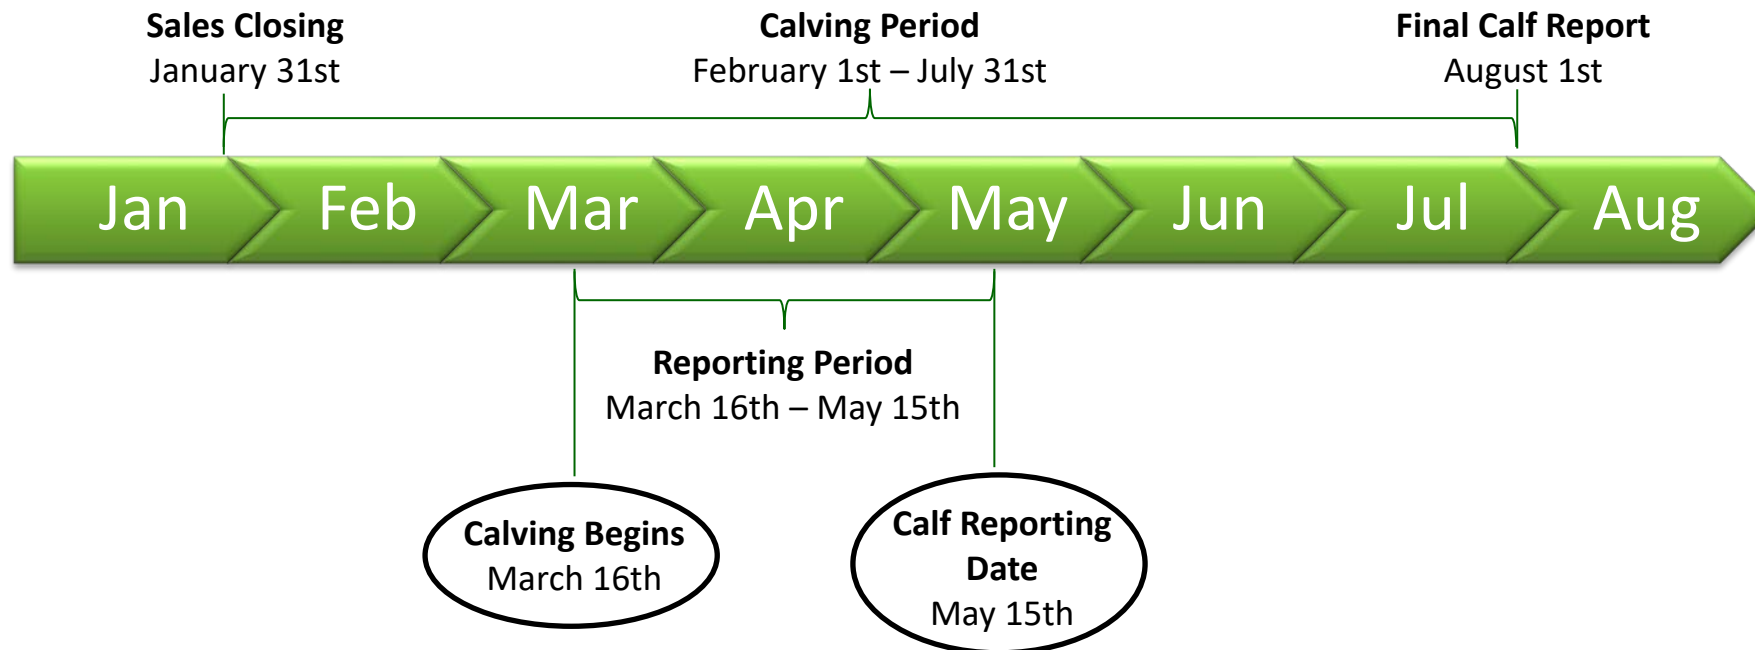 Sales Closing
January 31st
Calving Period
February 1st – July 31st
Final Calf Report
August 1st
Jan
Feb
Mar
Apr
May
Jun
Jul
Aug
Reporting Period
March 16th – May 15th
Calving Begins
March 16th
Calf Reporting
Date
May 15th